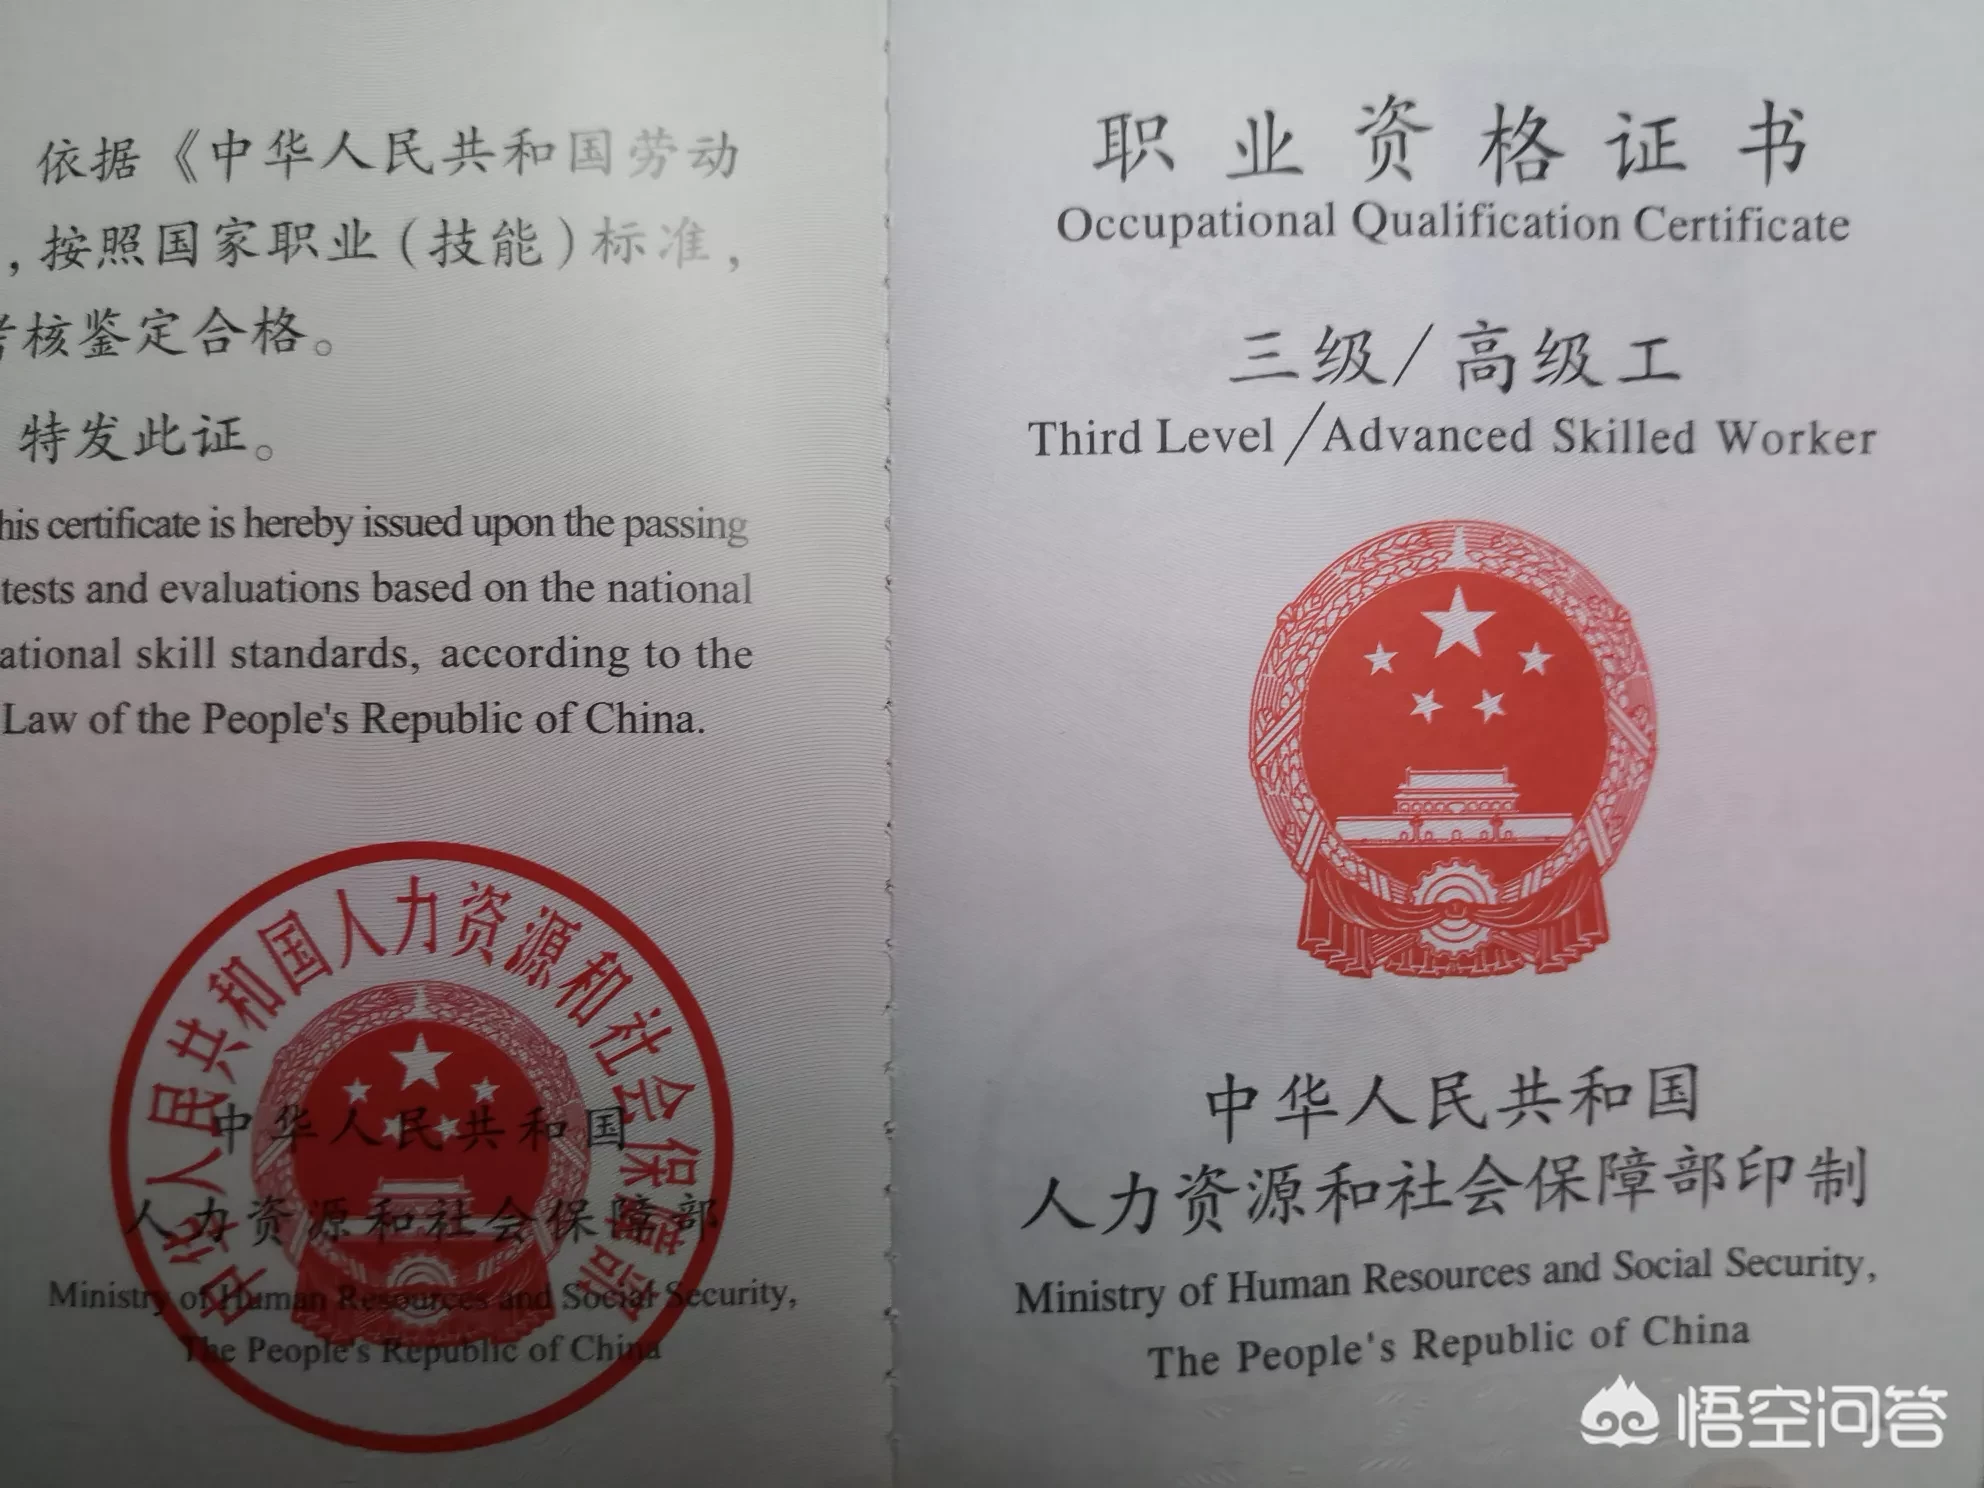 依据《中华人民共和国劳动
,按照国家职业(技能)标准,
考核鉴定合格。
特发此证。
his certificate is hereby issued upon the passing
tests and evaluations based on the national
ational skill standards, according to the
Law of the People's Republic of China.
中华人民共和国人力资源和社会保障部
中华人民共和国
人力资源和社会保障部
Ministry of Human Resources and Social Security,
The People's Republic of China
职业资格证书
Occupational Qualification Certificate
三级/高级工
Third Level/Advanced Skilled Worker
中华人民共和国
人力资源和社会保障部印制
Ministry of Human Resources and Social Security,
The People's Republic of China
悟空问答